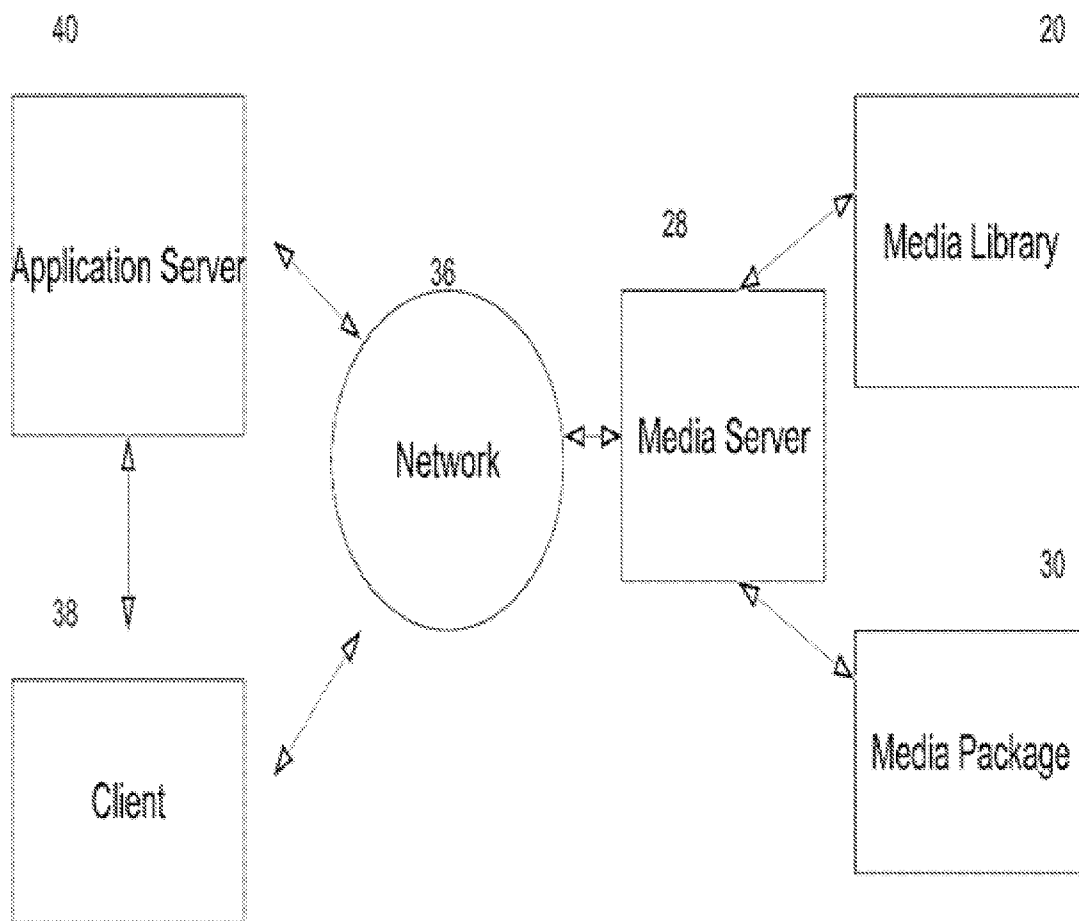 40
20
Application Server
28
Media Library
36
Network
Media Server
38
30
Client
Media Package